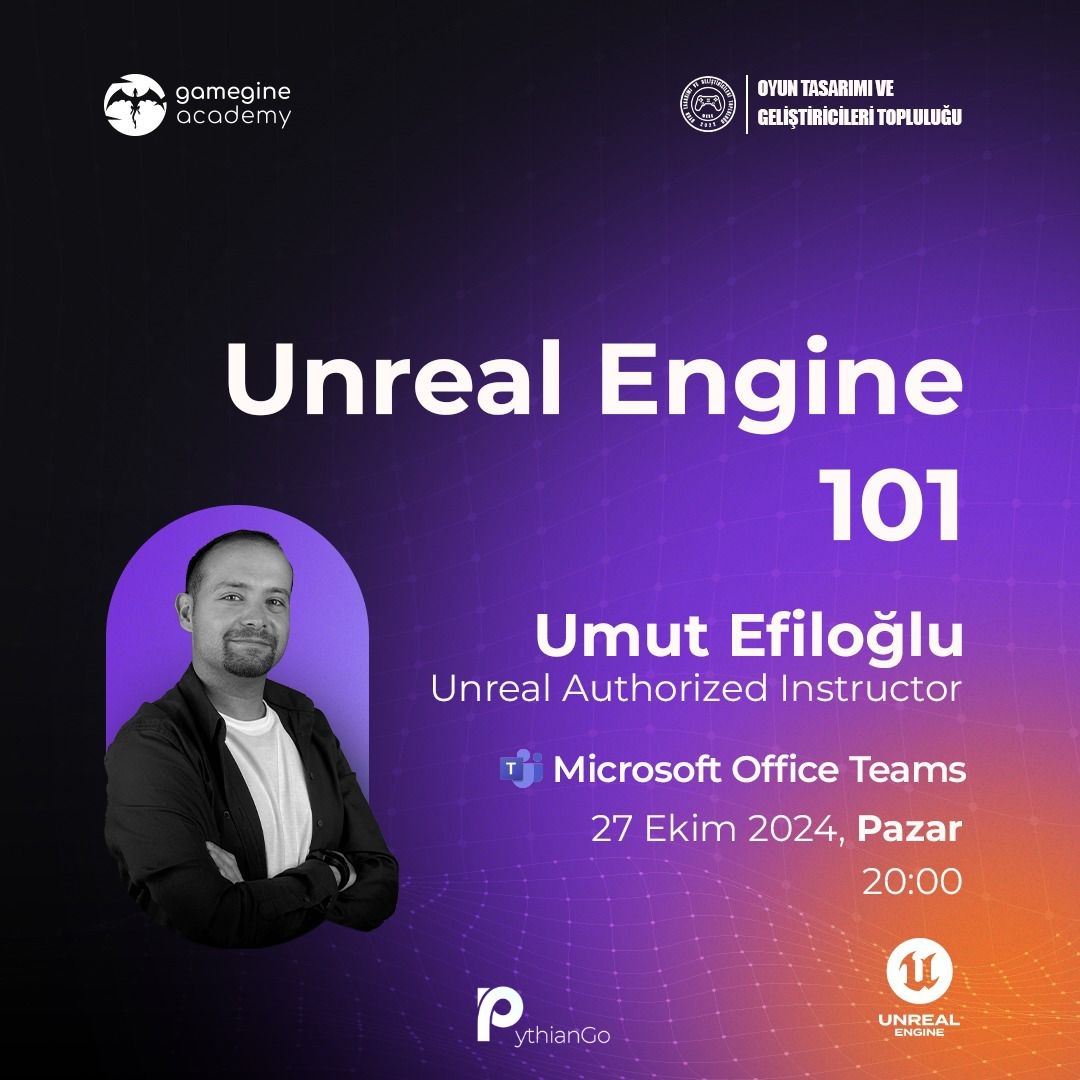 gamegine
academy
OYUN TASARIMI VE
GELİŞTİRİCİLERİ TOPLULUĞU
Unreal Engine
101
Umut Efiloğlu
Unreal Authorized Instructor
T Microsoft Office Teams
27 Ekim 2024, Pazar
20:00
PythianGo
UNREAL
ENGINE